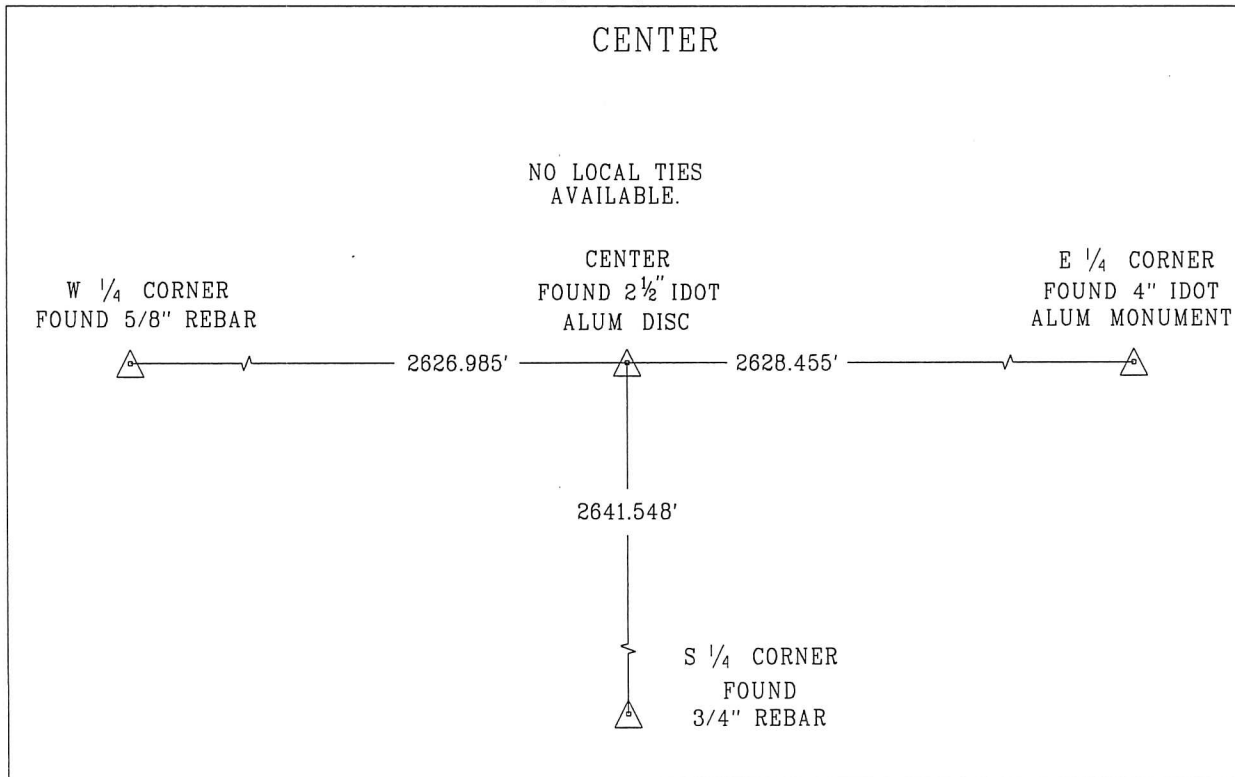 CENTER
NO LOCAL TIES
AVAILABLE.
CENTER
FOUND 2½" IDOT
ALUM DISC
W ¼ CORNER
FOUND 5/8" REBAR
E ¼ CORNER
FOUND 4" IDOT
ALUM MONUMENT
2626.985'
2628.455'
2641.548'
S ¼ CORNER
FOUND
3/4" REBAR